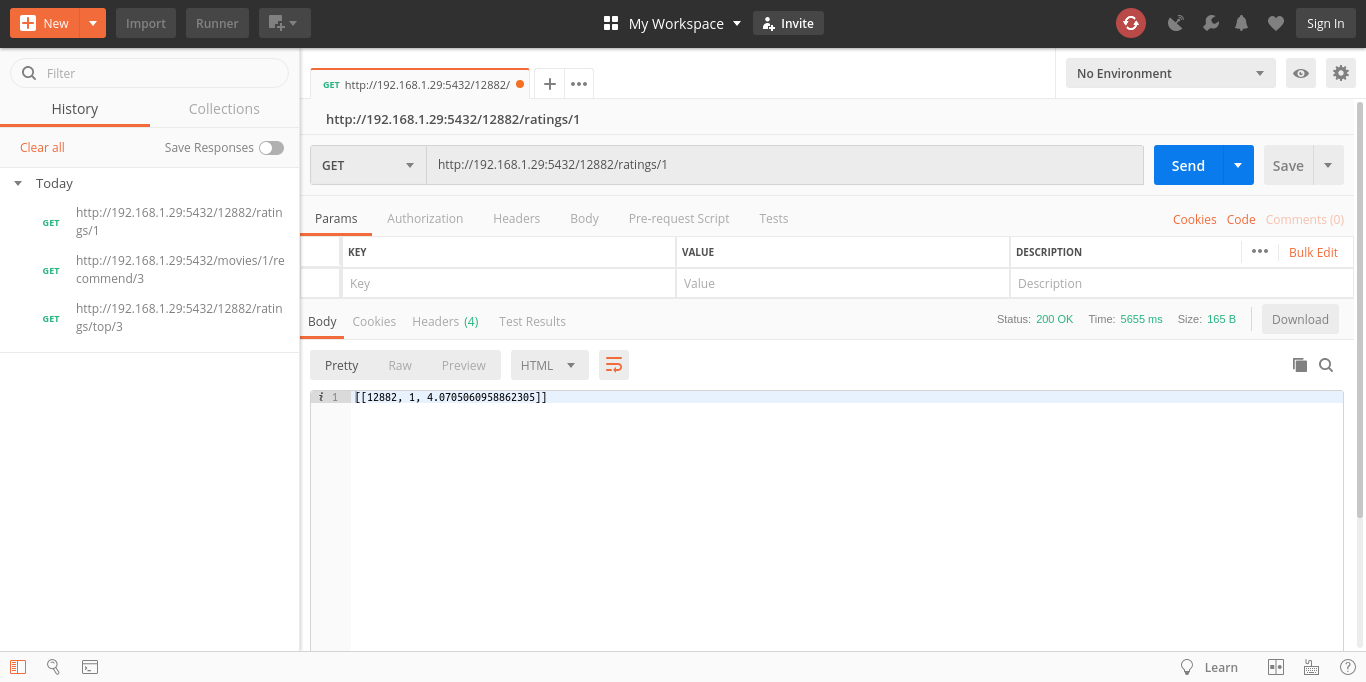 New Import Runner My Workspace Invite Sign In
Filter
History Collections
Clear all Save Responses
Today
GET http://192.168.1.29:5432/12882/ratin
gs/1
GET http://192.168.1.29:5432/movies/1/re
commend/3
GET http://192.168.1.29:5432/12882/ratin
gs/top/3
GET http://192.168.1.29:5432/12882/ + ••• No Environment
http://192.168.1.29:5432/12882/ratings/1
GET http://192.168.1.29:5432/12882/ratings/1 Send Save
Params Authorization Headers Body Pre-request Script Tests Cookies Code Comments (0)
KEY VALUE DESCRIPTION ••• Bulk Edit
Key Value Description
Body Cookies Headers (4) Test Results Status: 200 OK Time: 5655 ms Size: 165 B Download
Pretty Raw Preview HTML
i 1 [[12882, 1, 4.0705060958862305]]
Learn